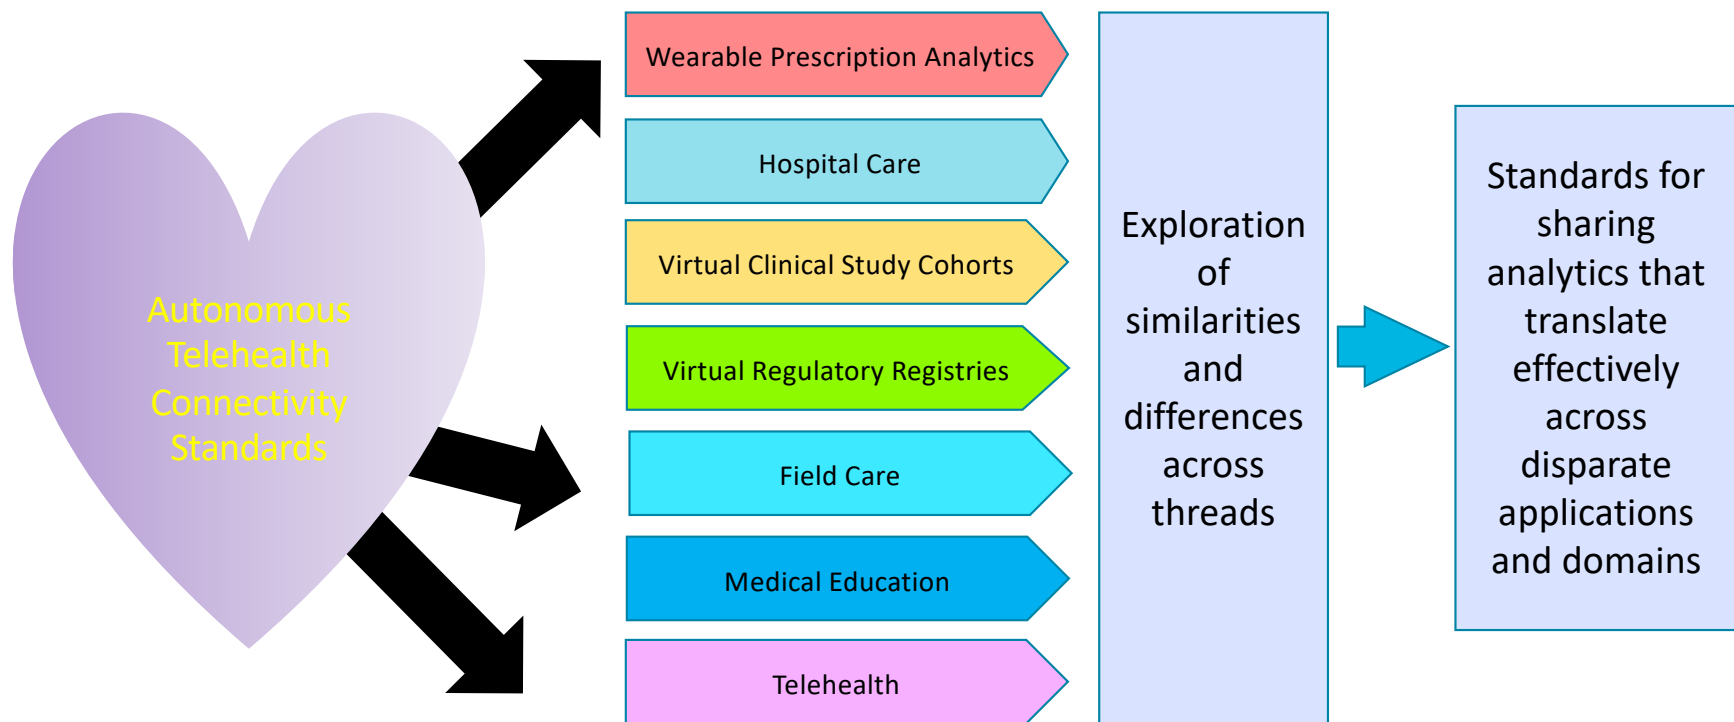 Autonomous
Telehealth
Connectivity
Standards
Wearable Prescription Analytics
Hospital Care
Virtual Clinical Study Cohorts
Virtual Regulatory Registries
Field Care
Medical Education
Telehealth
Exploration
of
similarities
and
differences
across
threads
Standards for
sharing
analytics that
translate
effectively
across
disparate
applications
and domains